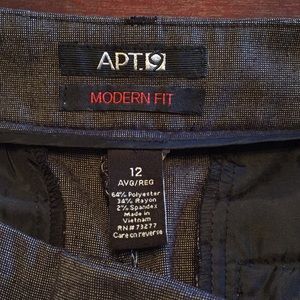 APT.9
MODERN FIT
12
AVG/REG
64% Polyester
34% Rayon
2% Spandex
Made in
Vietnam
RN# 73277
Care on reverse